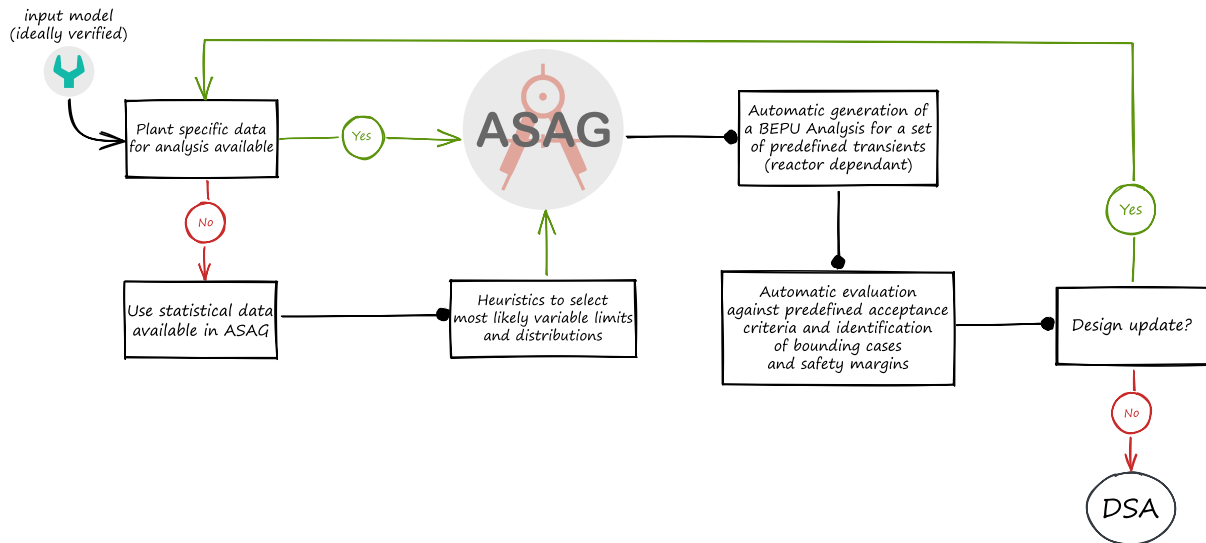 input model
(ideally verified)
Plant specific data
for analysis available
Yes
ASAG
Automatic generation of
a BEPU Analysis for a set
of predefined transients
(reactor dependant)
Yes
No
Use statistical data
available in ASAG
Heuristics to select
most likely variable limits
and distributions
Automatic evaluation
against predefined acceptance
criteria and identification
of bounding cases
and safety margins
Design update?
No
DSA